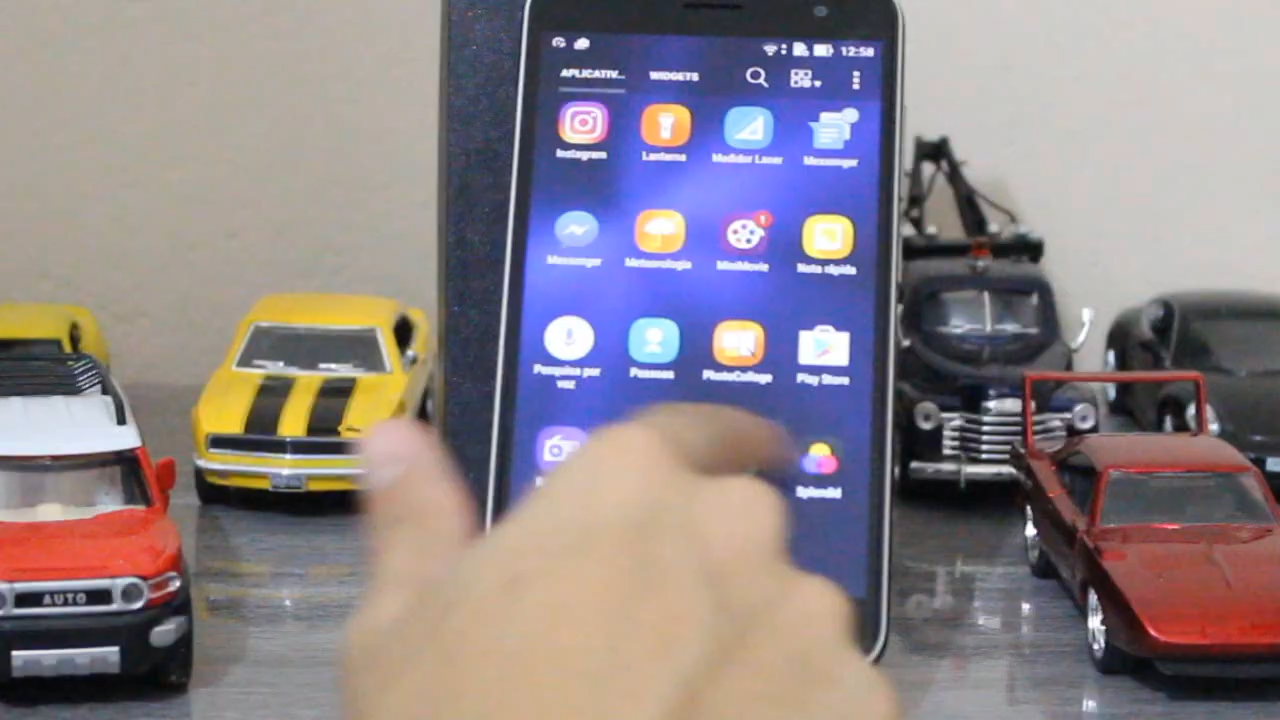 12:58
APLICATIV... WIDGETS
Instagram Lanterna Medidor Laser Messenger
Messenger Meteorologia MiniMovie Nota rápida
1
Pesquisa por voz Pessoas PhotoCollage Play Store
Splendid
AUTO